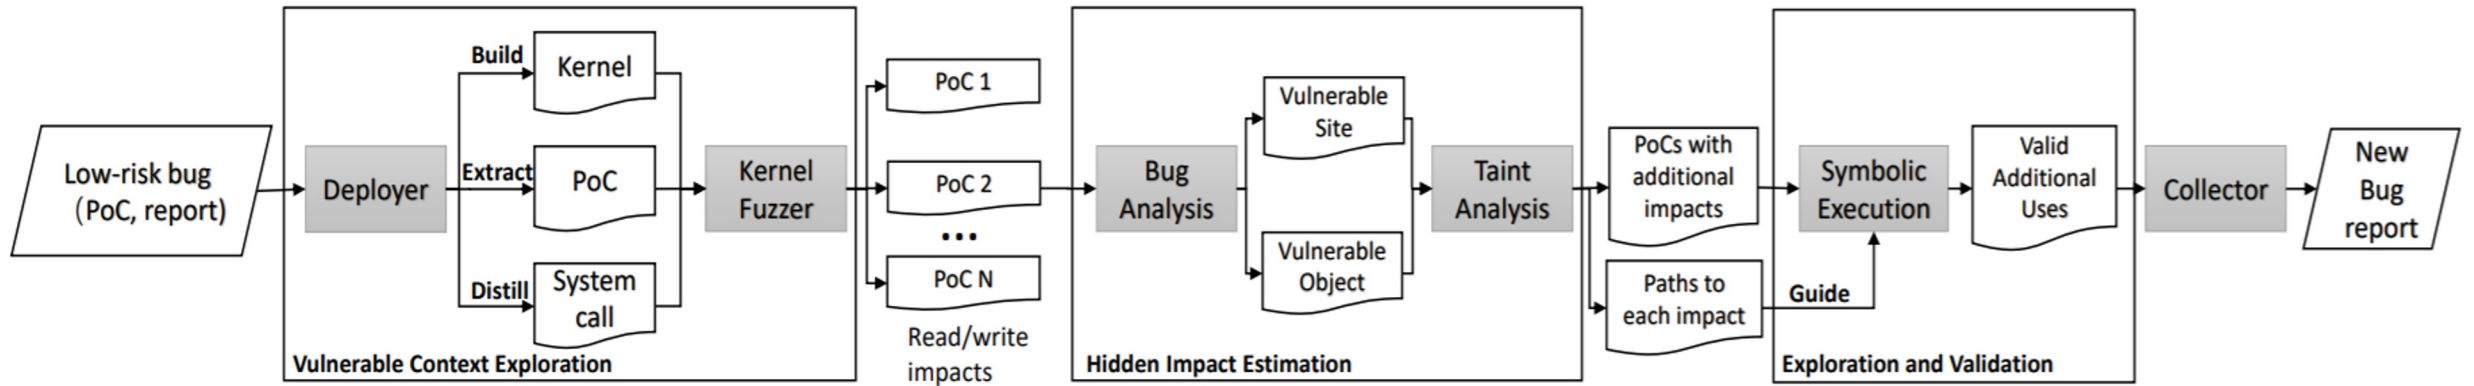 Low-risk bug
(PoC, report)
Deployer
Build
Kernel
Extract
PoC
Distill
System
call
Kernel
Fuzzer
Vulnerable Context Exploration
PoC 1
PoC 2
...
PoC N
Read/write
impacts
Bug
Analysis
Vulnerable
Site
Vulnerable
Object
Taint
Analysis
Hidden Impact Estimation
PoCs with
additional
impacts
Paths to
each impact
Guide
Symbolic
Execution
Valid
Additional
Uses
Exploration and Validation
Collector
New
Bug
report